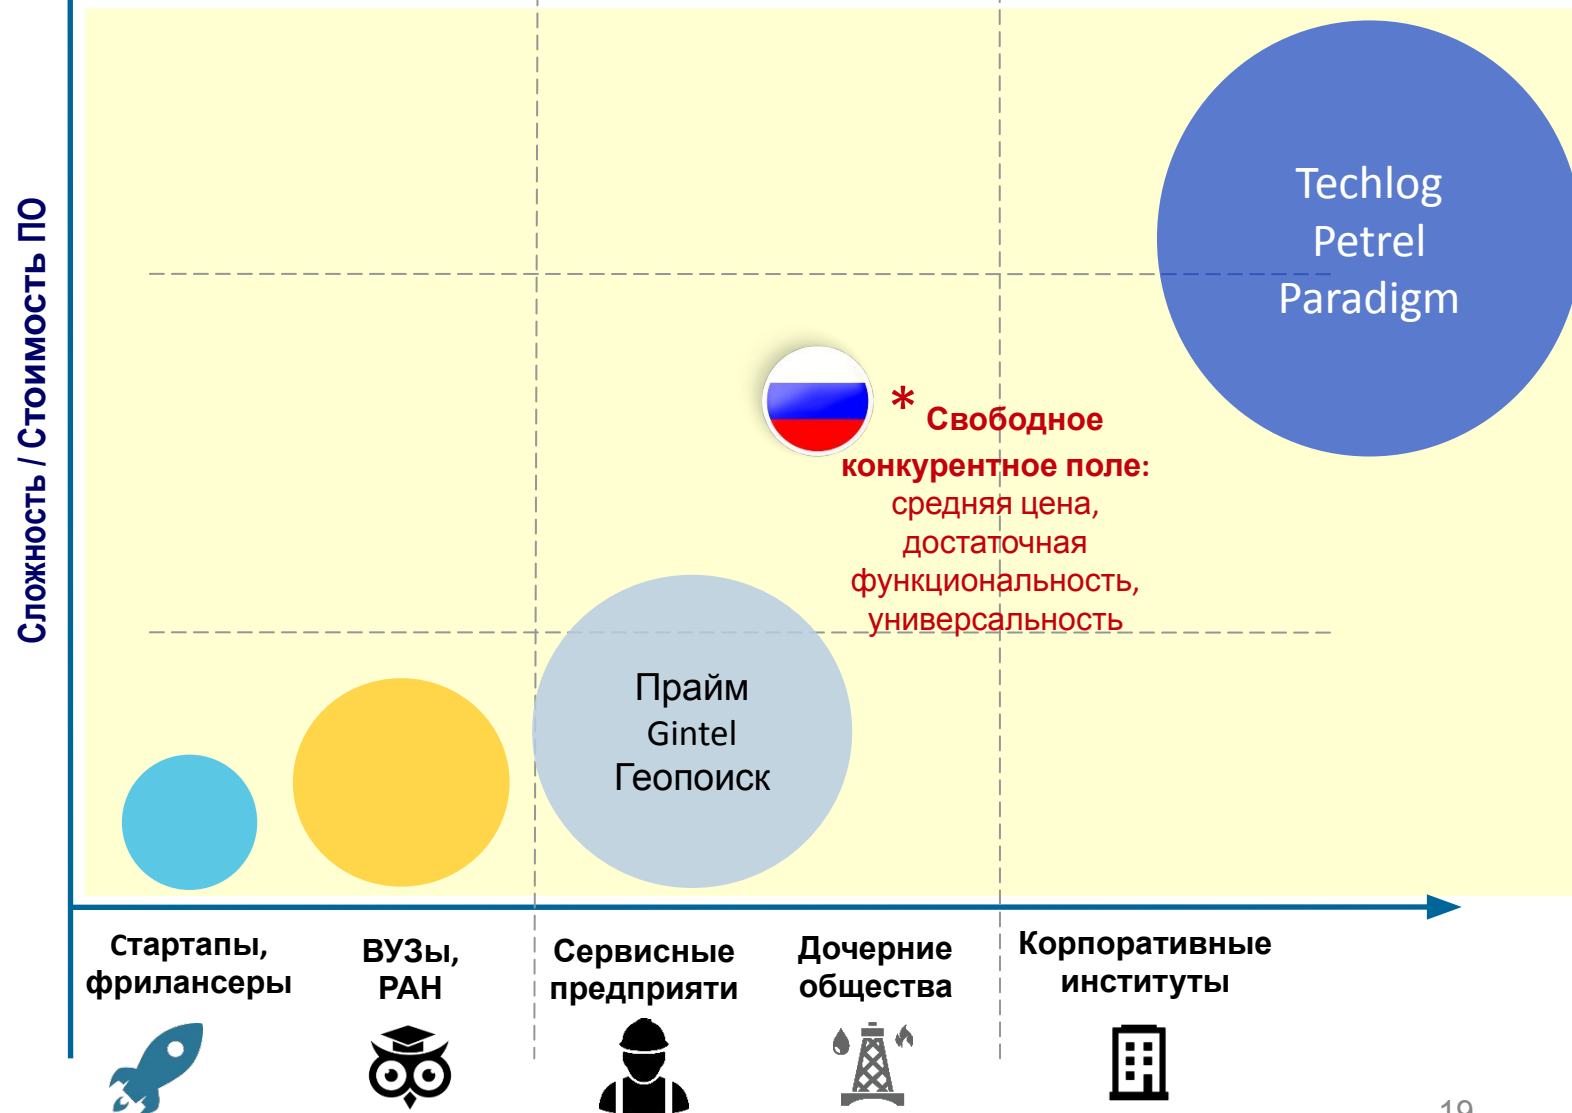 Сложность / Стоимость ПО
Techlog
Petrel
Paradigm
* Свободное
конкурентное поле:
средняя цена,
достаточная
функциональность,
универсальность
Прайм
Gintel
Геопоиск
Стартапы,
фрилансеры
ВУЗы,
РАН
Сервисные
предприяти
Дочерние
общества
Корпоративные
институты
19